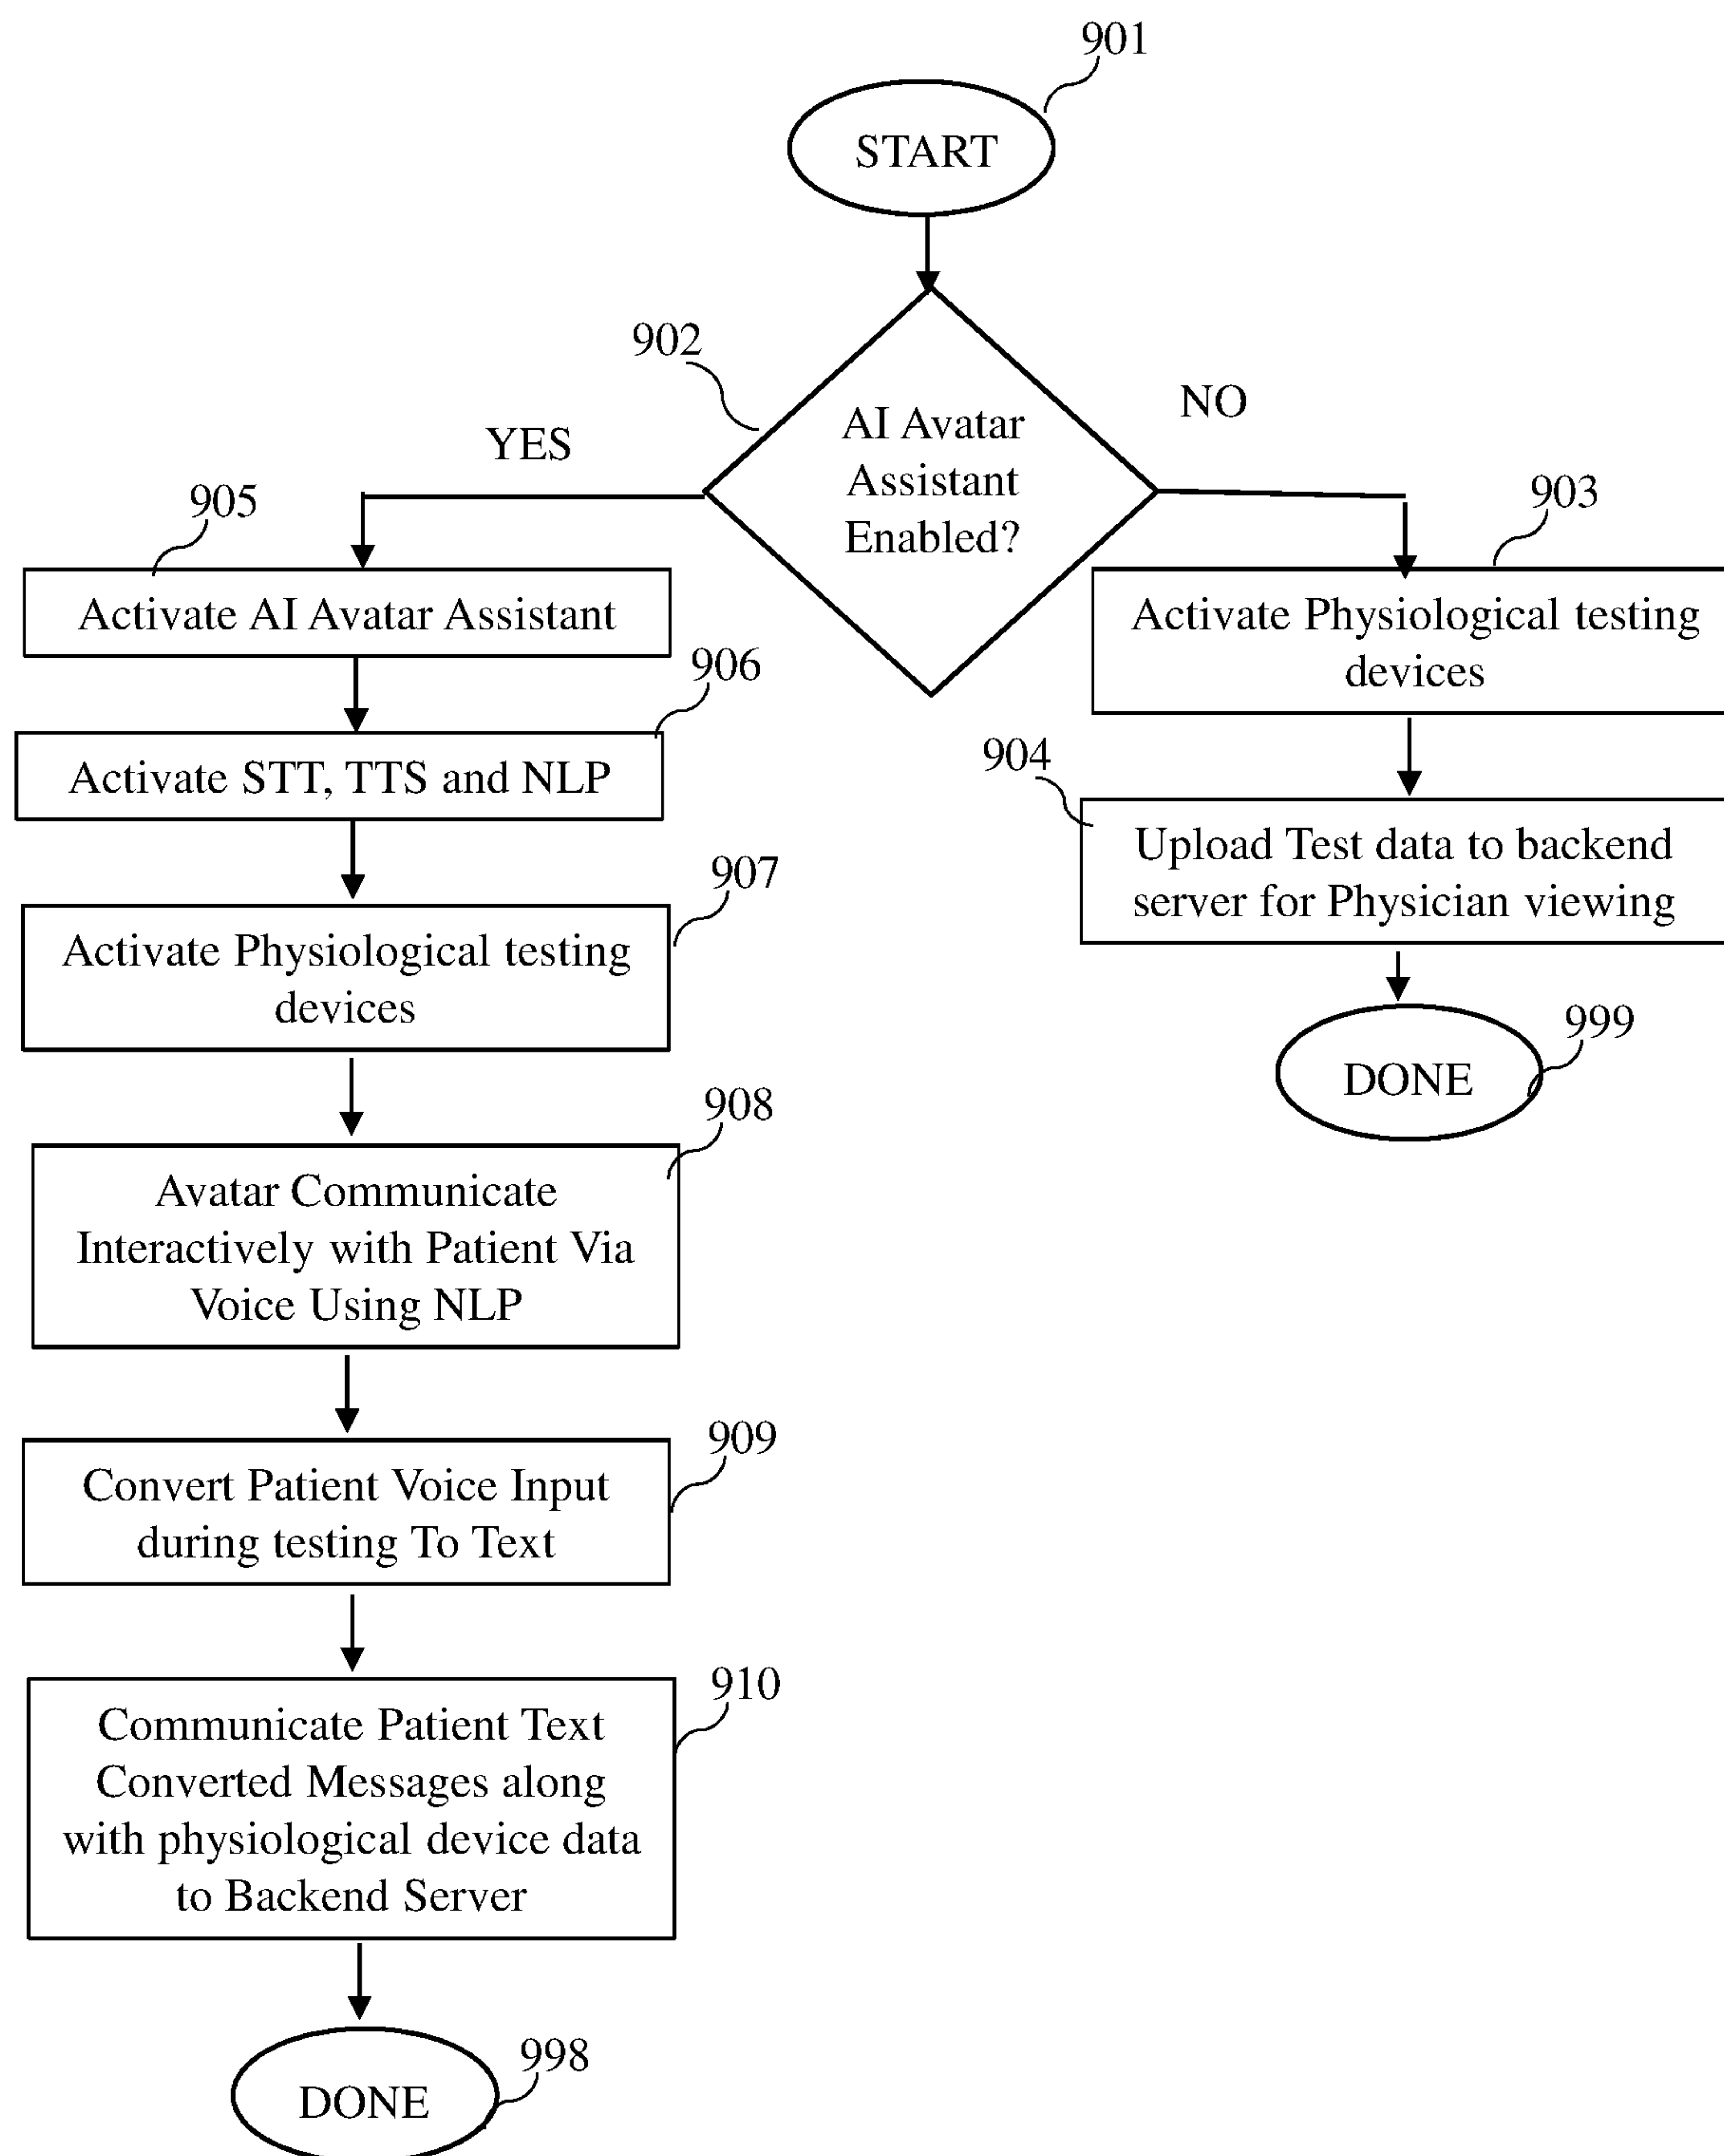 901
START
902
AI Avatar
Assistant
Enabled?
YES
NO
905
Activate AI Avatar Assistant
906
Activate STT, TTS and NLP
907
Activate Physiological testing
devices
908
Avatar Communicate
Interactively with Patient Via
Voice Using NLP
909
Convert Patient Voice Input
during testing To Text
910
Communicate Patient Text
Converted Messages along
with physiological device data
to Backend Server
998
DONE
903
Activate Physiological testing
devices
904
Upload Test data to backend
server for Physician viewing
999
DONE